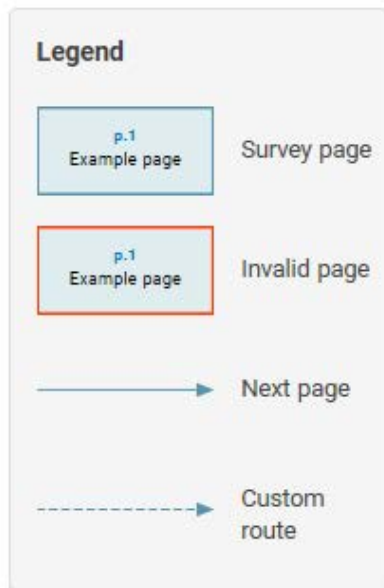 Legend
p.1
Example page
Survey page
p.1
Example page
Invalid page
Next page
Custom
route